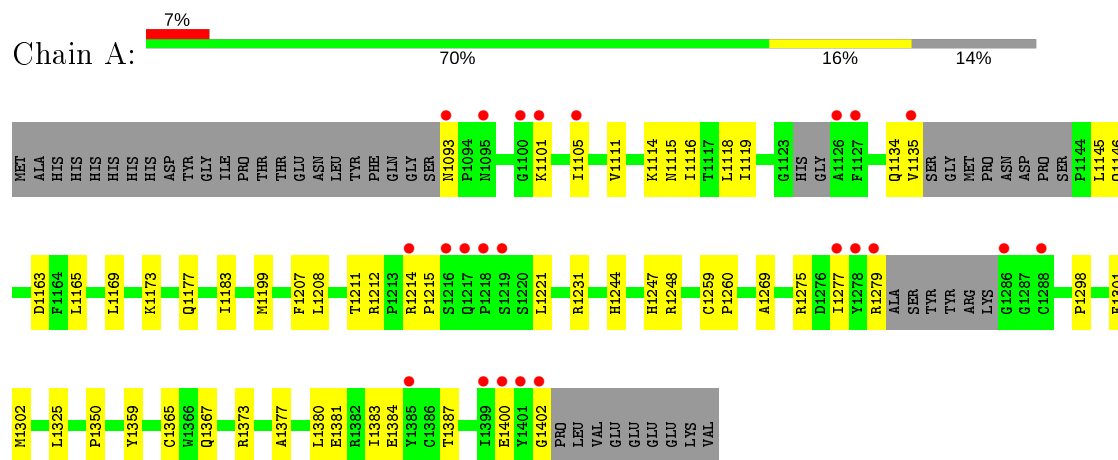 7%
Chain A:
70% 16% 14%
MET ALA HIS HIS HIS HIS HIS HIS ASP TYR GLY ILE PRO THR THR GLU ASN LEU TYR PHE GLN GLY SER N1093 P1094 N1095 G1100 K1101 I1105 V1111 K1114 N1115 I1116 T1117 L1118 I1119 G1123 HIS GLY A1126 F1127 Q1134 V1135 SER GLY MET PRO ASN ASP PRO SER P1144 L1145 Q1146
D1163 F1164 L1165 L1169 K1173 Q1177 I1183 M1199 F1207 L1208 T1211 R1212 P1213 R1214 P1215 S1216 Q1217 P1218 S1219 S1220 L1221 R1231 H1244 H1247 R1248 C1259 P1260 A1269 R1275 D1276 I1277 Y1278 R1279 ALA SER TYR TYR ARG LYS G1286 G1287 C1288 P1298 F1301
M1302 L1325 P1350 Y1359 C1365 W1366 Q1367 R1373 A1377 L1380 E1381 R1382 I1383 E1384 Y1385 C1386 T1387 I1399 E1400 Y1401 G1402 PRO LEU VAL GLU GLU GLU GLU LYS VAL